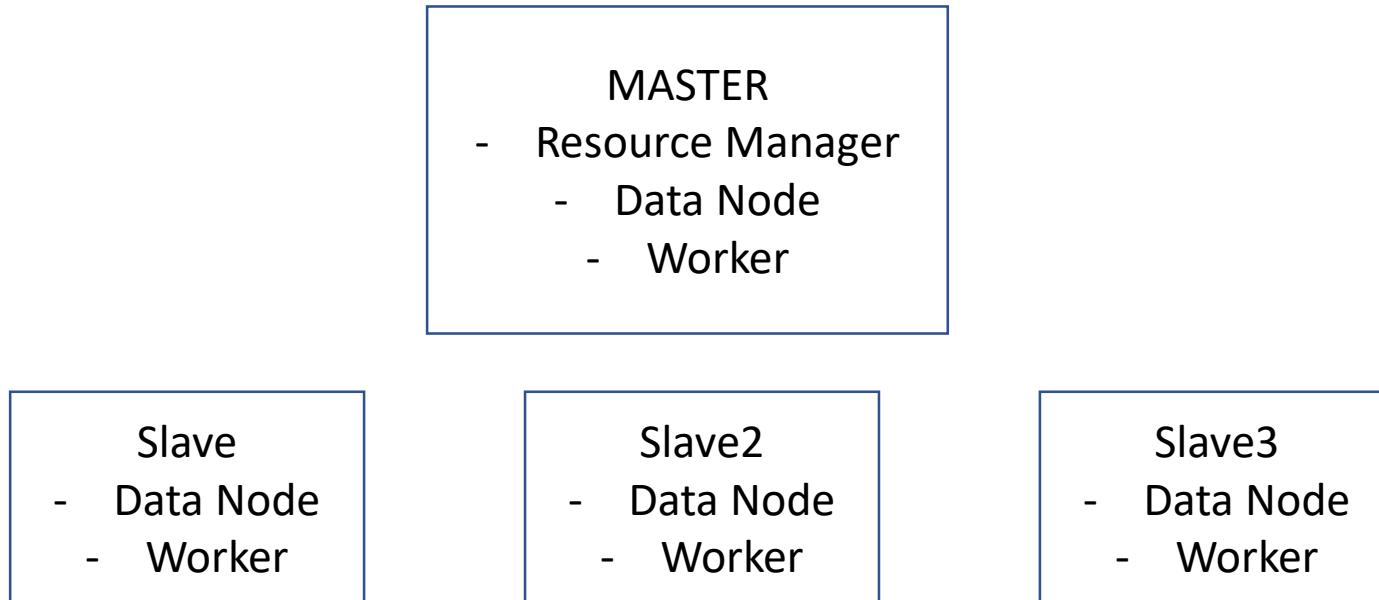 MASTER
- Resource Manager
- Data Node
- Worker
Slave
- Data Node
- Worker
Slave2
- Data Node
- Worker
Slave3
- Data Node
- Worker